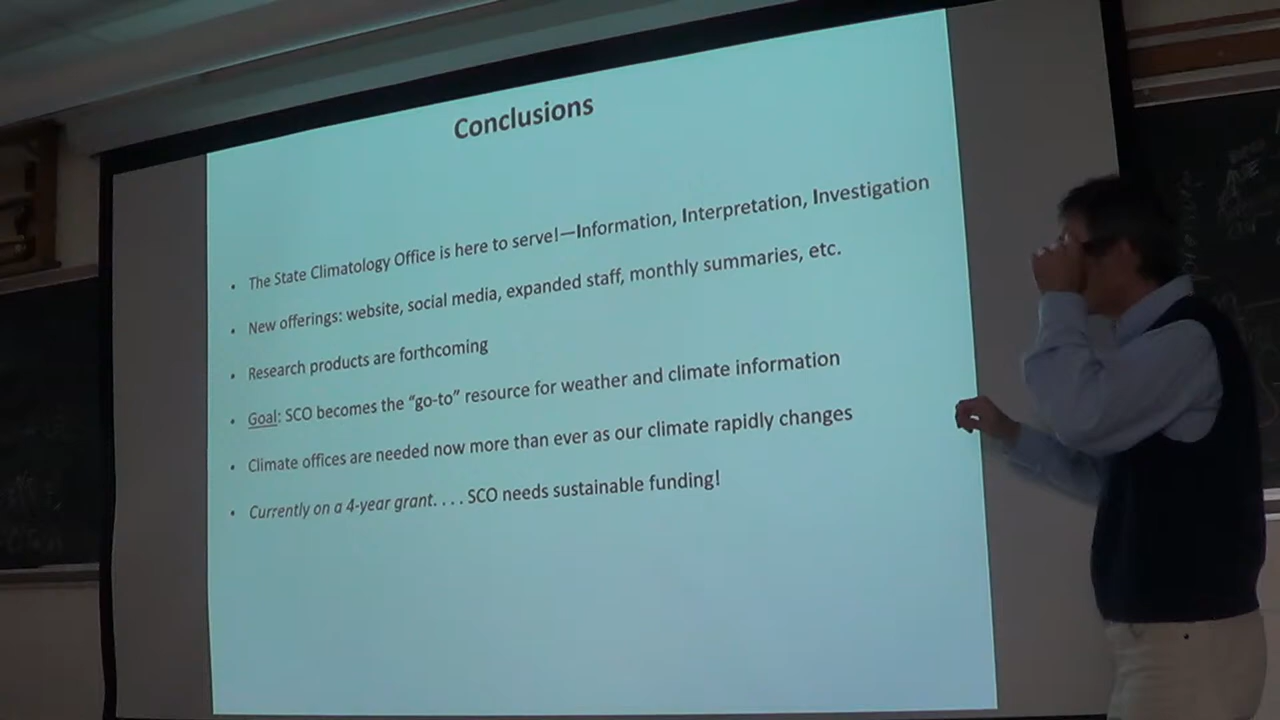 Conclusions
• The State Climatology Office is here to serve!—Information, Interpretation, Investigation
• New offerings: website, social media, expanded staff, monthly summaries, etc.
• Research products are forthcoming
• Goal: SCO becomes the “go-to” resource for weather and climate information
• Climate offices are needed now more than ever as our climate rapidly changes
• Currently on a 4-year grant. . . . SCO needs sustainable funding!